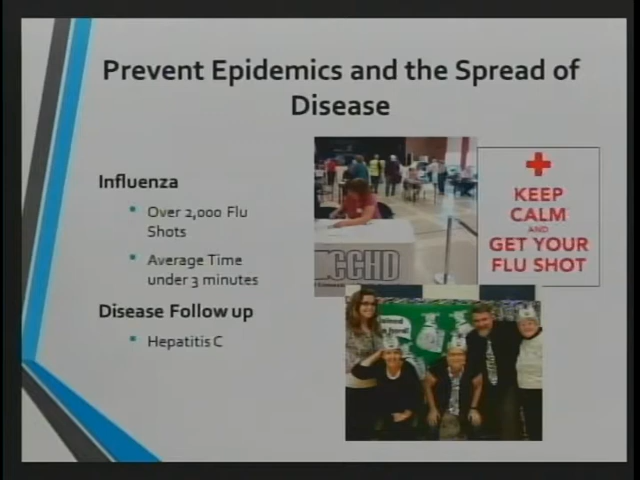 Prevent Epidemics and the Spread of
Disease
Influenza
Over 2,000 Flu
Shots
Average Time
under 3 minutes
Disease Follow up
Hepatitis C
CCHD
KEEP
CALM
AND
GET YOUR
FLU SHOT